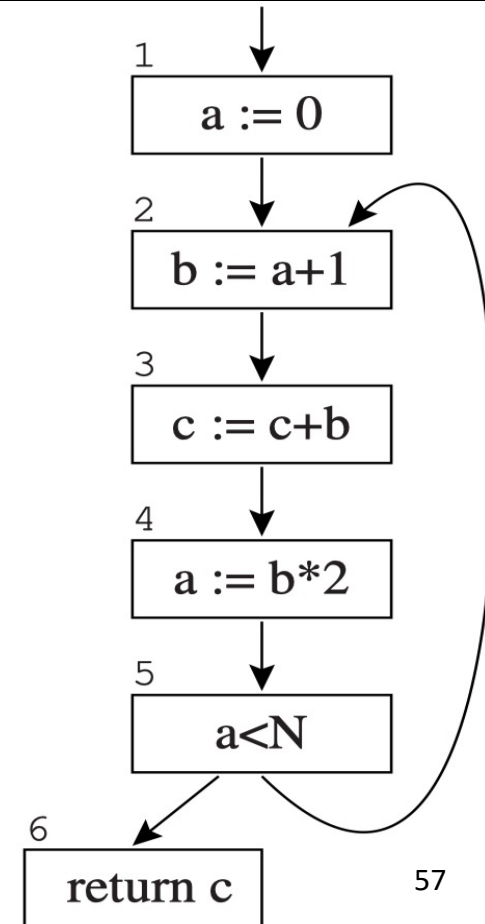 1
a := 0
2
b := a+1
3
c := c+b
4
a := b*2
5
a<N
6
return c
57